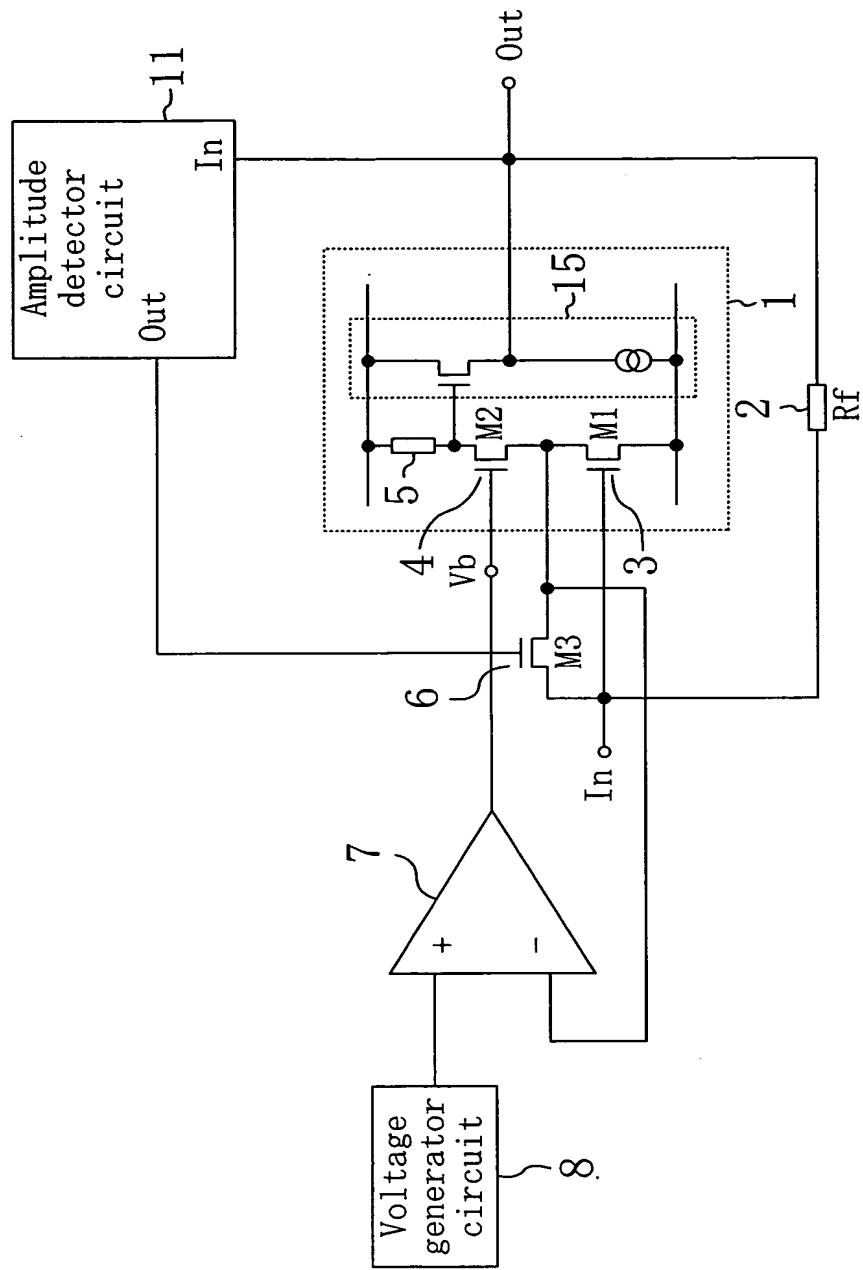 Amplitude
detector
circuit
In
Out
11
Out
15
1
5
M2
M1
4
3
2
Rf
Vb
6
M3
In
7
+
−
Voltage
generator
circuit
8